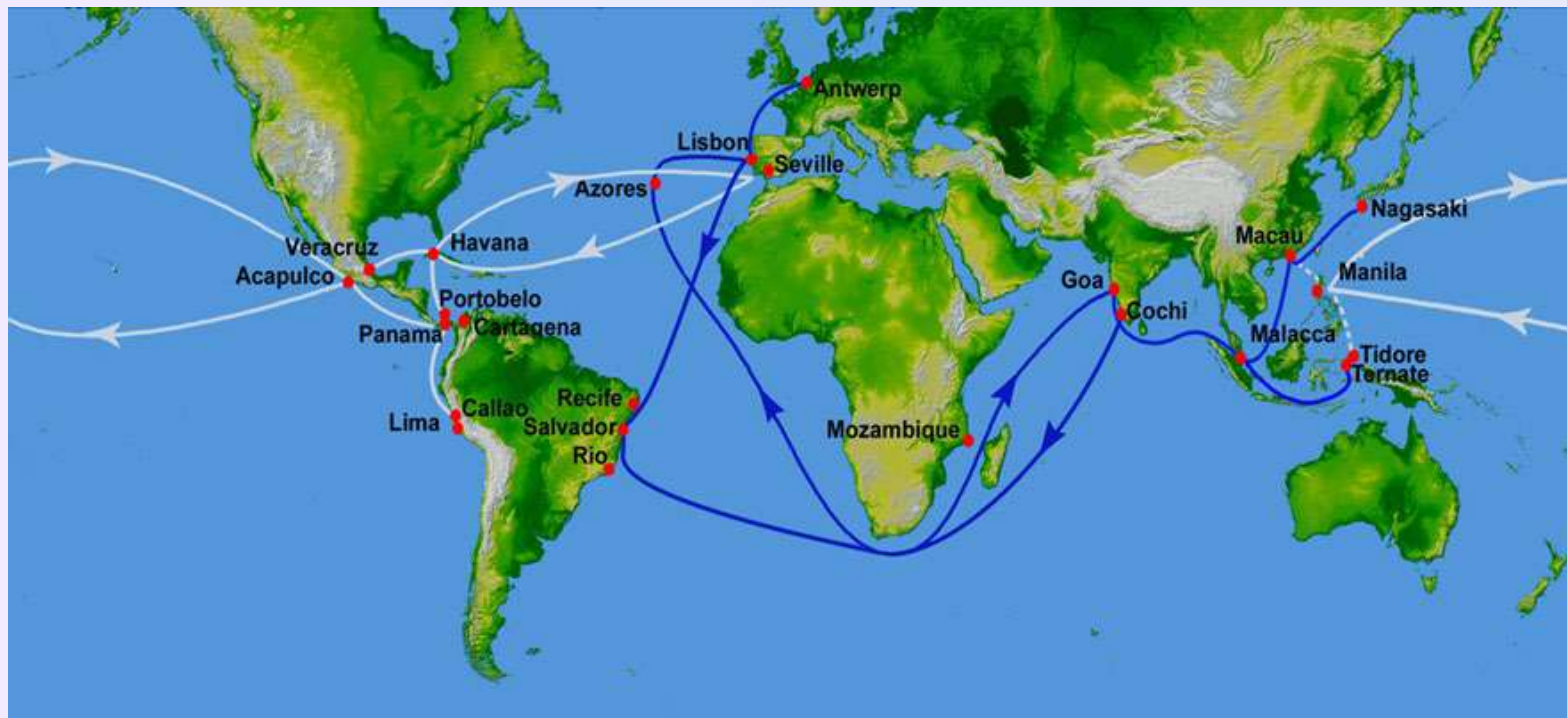 Antwerp
Lisbon
Seville
Azores
Nagasaki
Veracruz
Havana
Macau
Acapulco
Manila
Goa
Portobelo
Cochi
Panama
Cartagena
Malacca
Tidore
Ternate
Recife
Callao
Lima
Salvador
Mozambique
Rio